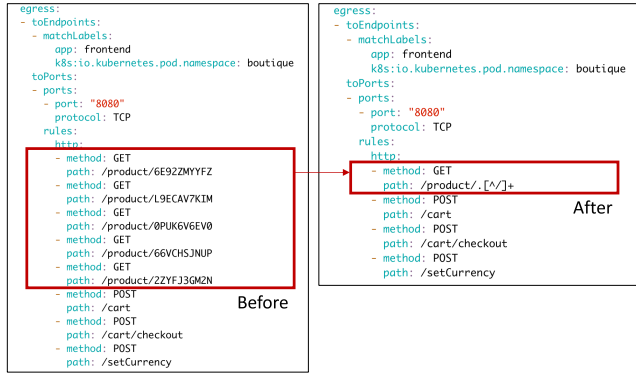 egress:
- toEndpoints:
  - matchLabels:
      app: frontend
      k8s:io.kubernetes.pod.namespace: boutique
  toPorts:
  - ports:
    - port: "8080"
      protocol: TCP
    rules:
      http:
      - method: GET
        path: /product/6E92ZMYYFZ
      - method: GET
        path: /product/L9ECAV7KIM
      - method: GET
        path: /product/0PUK6V6EV0
      - method: GET
        path: /product/66VCHSJNUP
      - method: GET
        path: /product/2ZYFJ3GM2N
      - method: POST
        path: /cart
      - method: POST
        path: /cart/checkout
      - method: POST
        path: /setCurrency
Before
egress:
- toEndpoints:
  - matchLabels:
      app: frontend
      k8s:io.kubernetes.pod.namespace: boutique
  toPorts:
  - ports:
    - port: "8080"
      protocol: TCP
    rules:
      http:
      - method: GET
        path: /product/.[^/]+
      - method: POST
        path: /cart
      - method: POST
        path: /cart/checkout
      - method: POST
        path: /setCurrency
After